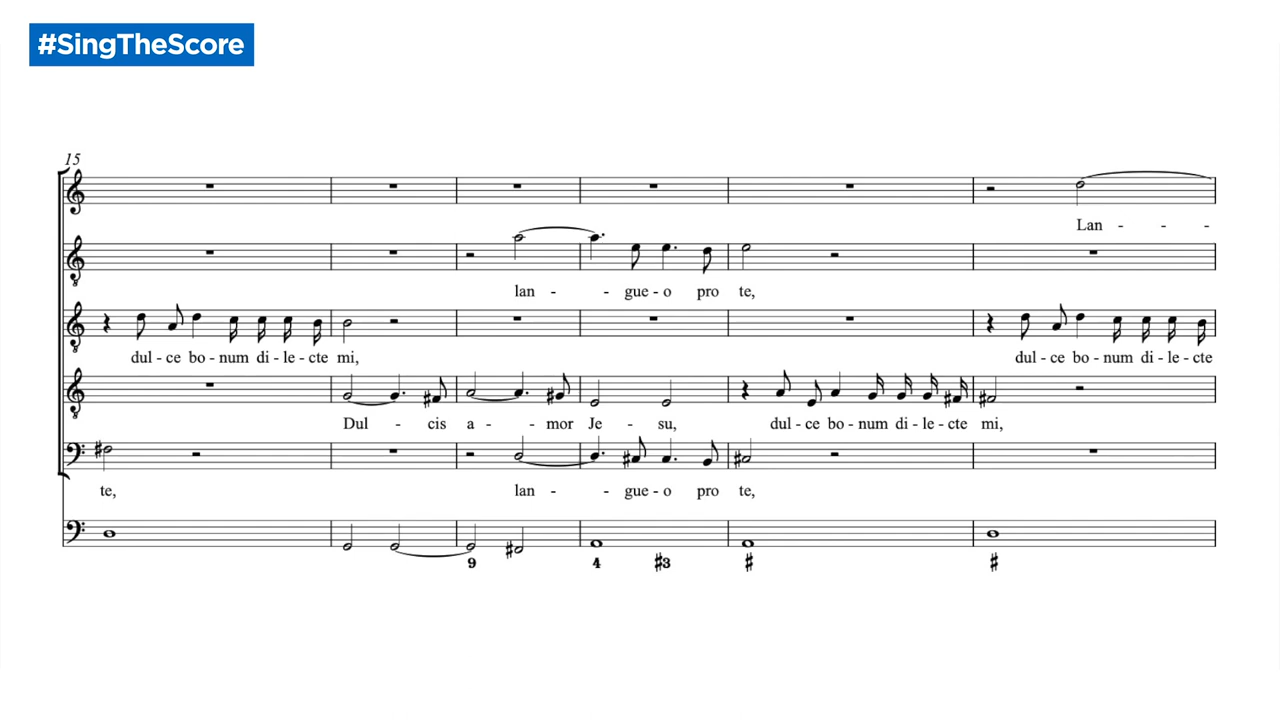 #SingTheScore
15
Lan - - -
lan - - gue - o pro te,
dul - ce bo - num di - le - cte mi, dul - ce bo - num di - le - cte
Dul - cis a - - mor Je - su, dul - ce bo - num di - le - cte mi,
te, lan - - gue - o pro te,
9 4 #3 # #